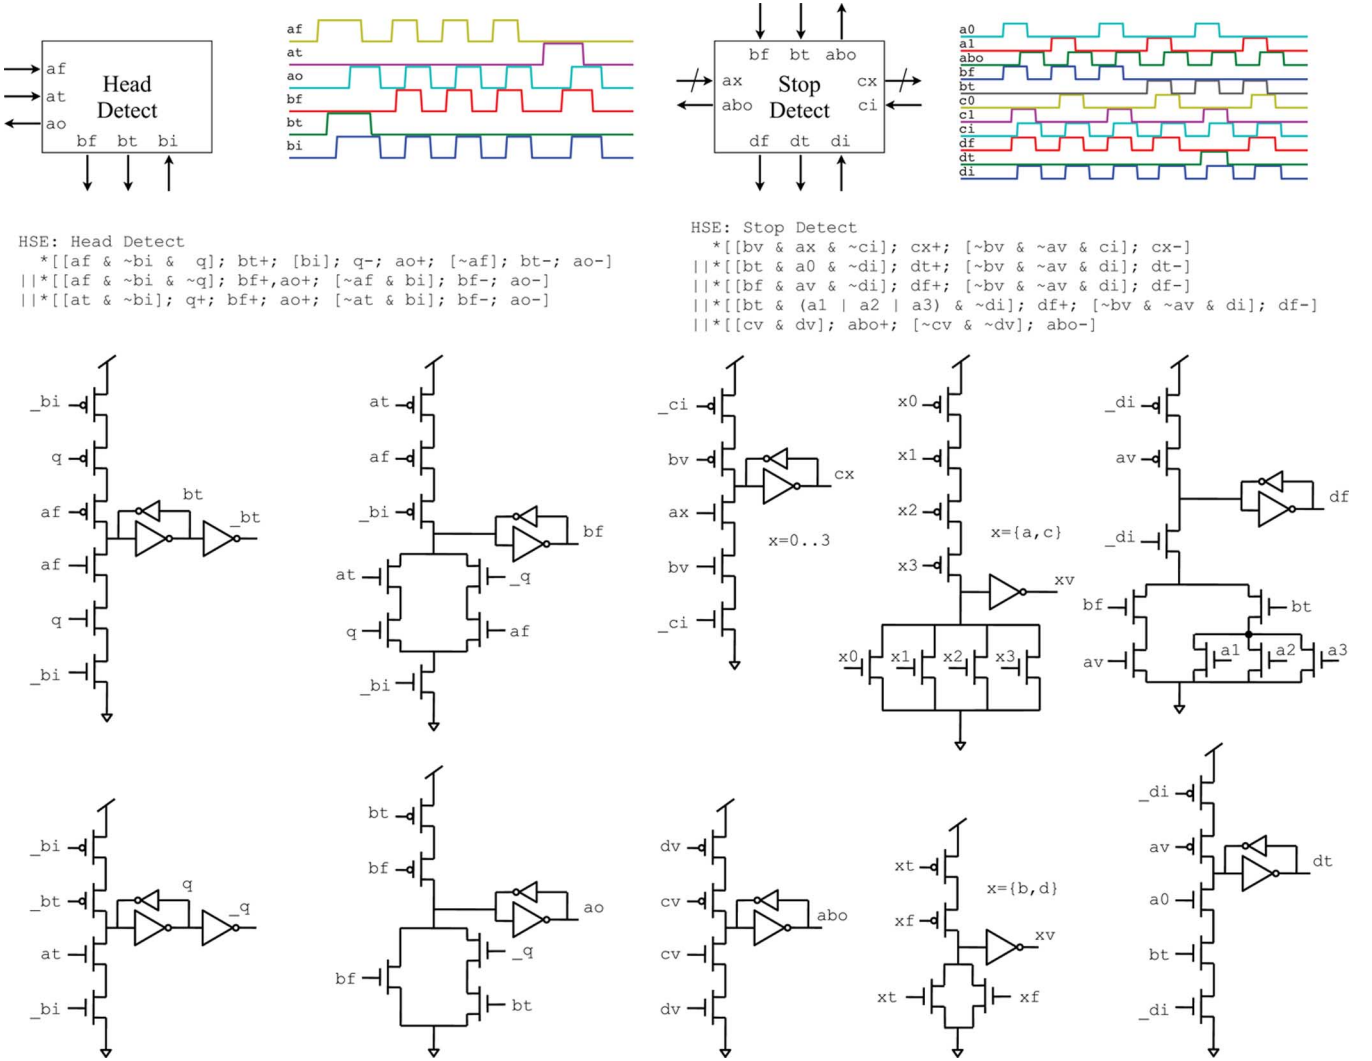 af
at
ao
Head
Detect
bf bt bi
af
at
ao
bf
bt
bi
bf bt abo
ax
abo
Stop
Detect
cx
ci
df dt di
a0
a1
abo
bf
bt
c0
c1
ci
df
dt
di
HSE: Head Detect
*[[af & ~bi & q]; bt+; [bi]; q-; ao+; [~af]; bt-; ao-]
||*[[af & ~bi & ~q]; bf+,ao+; [~af & bi]; bf-; ao-]
||*[[at & ~bi]; q+; bf+; ao+; [~at & bi]; bf-; ao-]
HSE: Stop Detect
*[[bv & ax & ~ci]; cx+; [~bv & ~av & ci]; cx-]
||*[[bt & a0 & ~di]; dt+; [~bv & ~av & di]; dt-]
||*[[bf & av & ~di]; df+; [~bv & ~av & di]; df-]
||*[[bt & (a1 | a2 | a3) & ~di]; df+; [~bv & ~av & di]; df-]
||*[[cv & dv]; abo+; [~cv & ~dv]; abo-]
_bi
q
af
af
q
_bi
bt
_bt
at
af
_bi
bf
at
_q
q
af
_bi
_ci
bv
ax
bv
_ci
cx
x=0..3
x0
x1
x2
x3
x={a,c}
xv
x0
x1
x2
x3
_di
av
_di
df
bf
bt
av
a1
a2
a3
_bi
_bt
at
_bi
q
_q
bt
bf
ao
bf
_q
bt
dv
cv
cv
dv
abo
xt
xf
x={b,d}
xv
xt
xf
_di
av
a0
bt
_di
dt